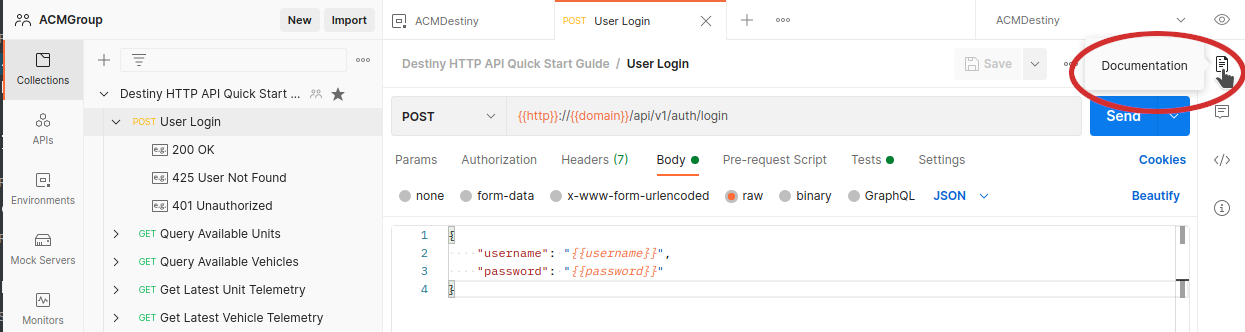 ACMGroup New Import
Collections
APIs
Environments
Mock Servers
Monitors
Destiny HTTP API Quick Start ...
POST User Login
e.g. 200 OK
e.g. 425 User Not Found
e.g. 401 Unauthorized
GET Query Available Units
GET Query Available Vehicles
GET Get Latest Unit Telemetry
GET Get Latest Vehicle Telemetry
ACMDestiny POST User Login ACMDestiny
Destiny HTTP API Quick Start Guide / User Login Save Documentation
POST {{http}}://{{domain}}/api/v1/auth/login Send
Params Authorization Headers (7) Body Pre-request Script Tests Settings Cookies
none form-data x-www-form-urlencoded raw binary GraphQL JSON Beautify
1 {
2 "username": "{{username}}",
3 "password": "{{password}}"
4 }